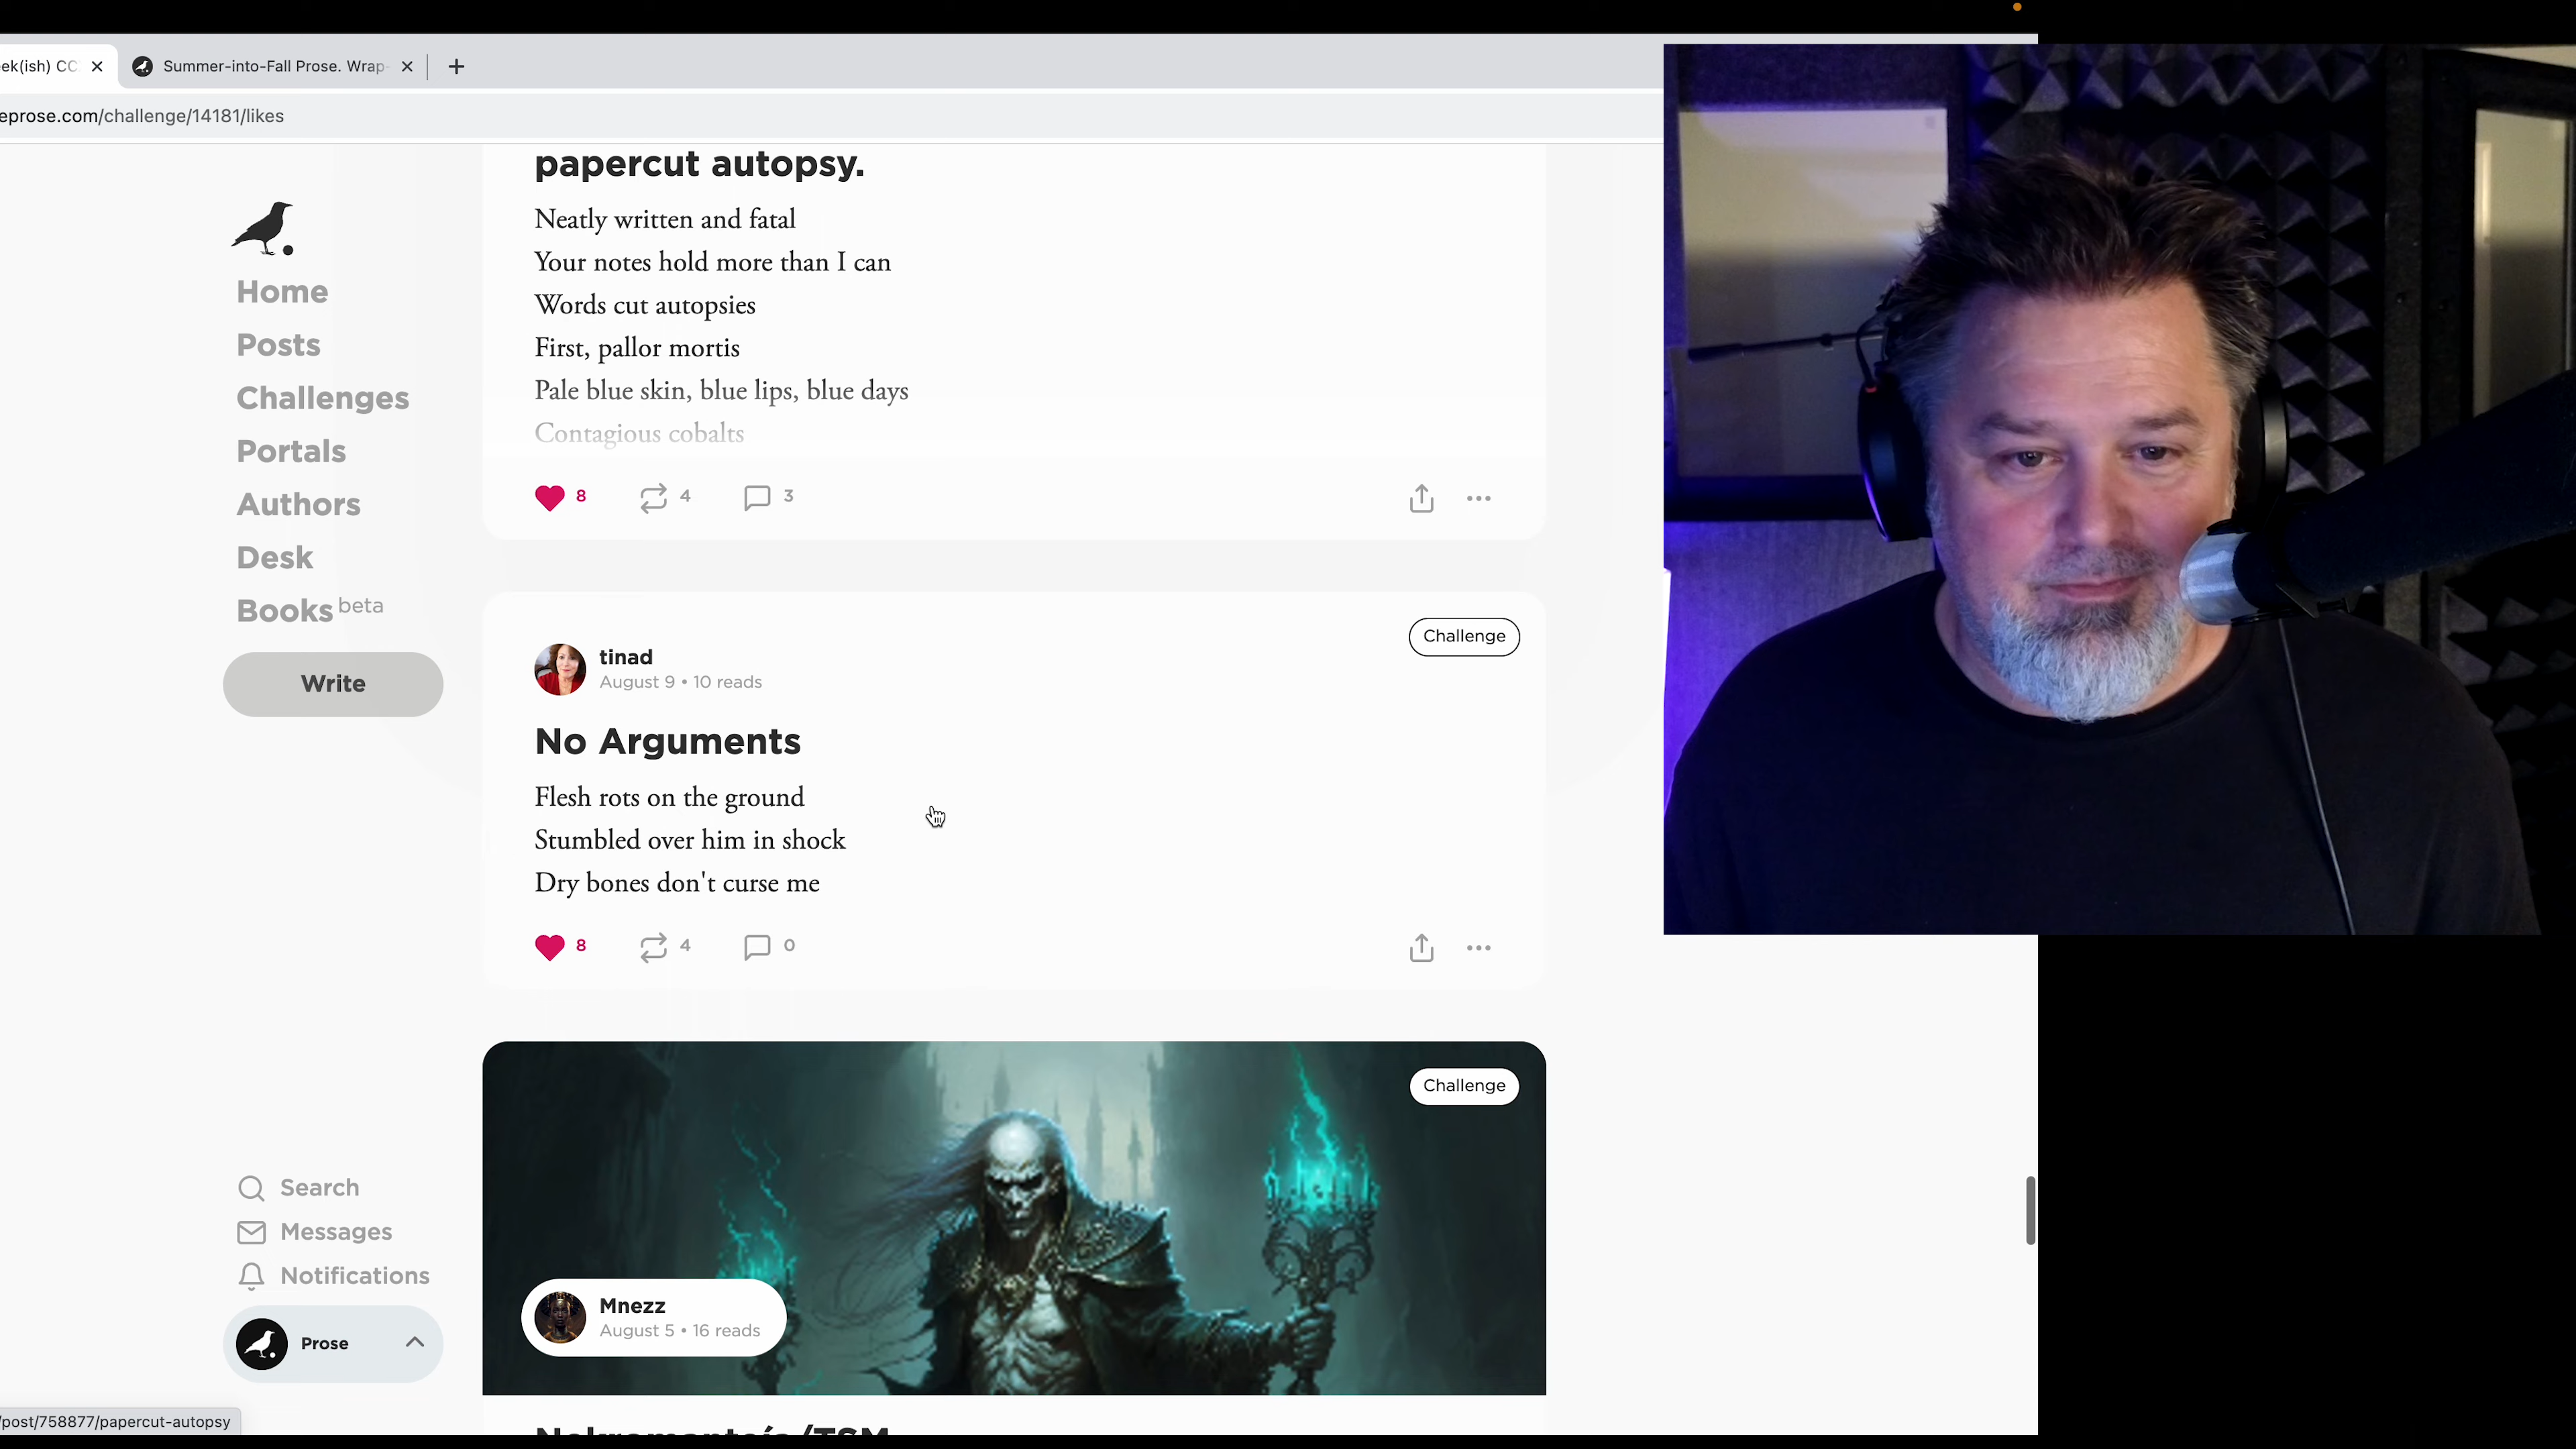 ek(ish) CC
Summer-into-Fall Prose. Wrap-
eprose.com/challenge/14181/likes
Home
Posts
Challenges
Portals
Authors
Desk
Books beta
Write
Search
Messages
Notifications
Prose
/post/758877/papercut-autopsy
papercut autopsy.
Neatly written and fatal
Your notes hold more than I can
Words cut autopsies
First, pallor mortis
Pale blue skin, blue lips, blue days
Contagious cobalts
8 4 3
Challenge
tinad
August 9 • 10 reads
No Arguments
Flesh rots on the ground
Stumbled over him in shock
Dry bones don't curse me
8 4 0
Challenge
Mnezz
August 5 • 16 reads